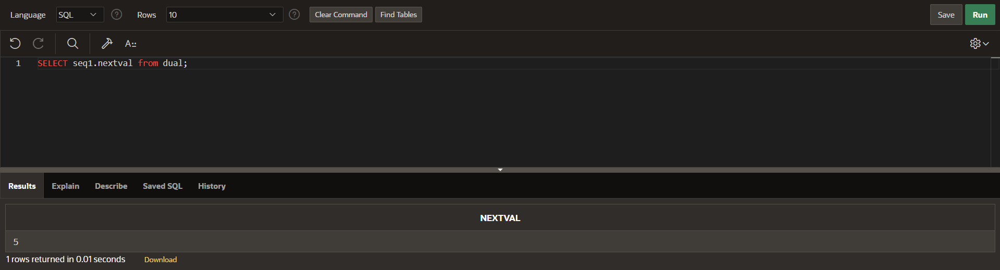 Language SQL ? Rows 10 ? Clear Command Find Tables Save Run
A::
1 SELECT seq1.nextval from dual;
Results Explain Describe Saved SQL History
NEXTVAL
5
1 rows returned in 0.01 seconds Download